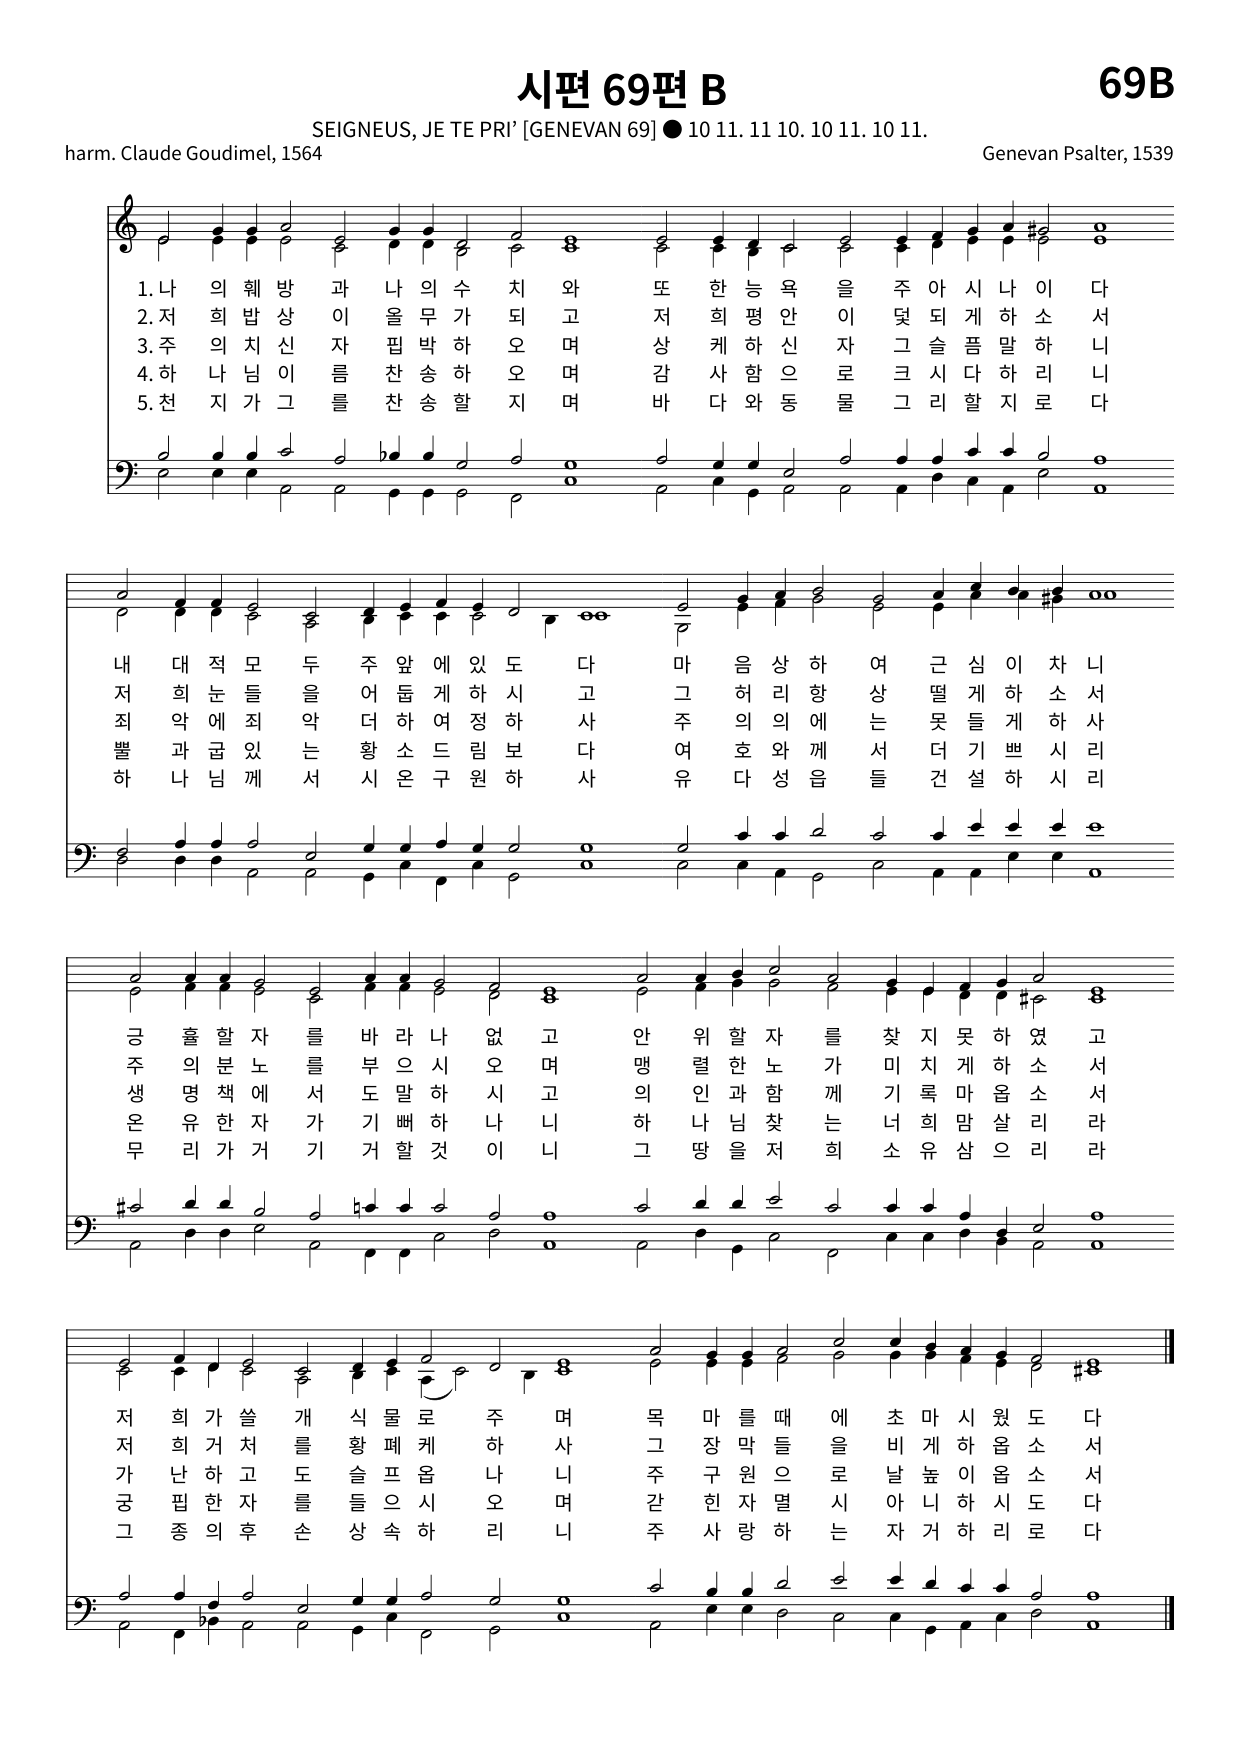 시편 69편 B
69B
SEIGNEUS, JE TE PRI’ [GENEVAN 69] ● 10 11. 11 10. 10 11. 10 11.
harm. Claude Goudimel, 1564
Genevan Psalter, 1539
1. 나 의 훼 방 과 나 의 수 치 와 또 한 능 욕 을 주 아 시 나 이 다
2. 저 희 밥 상 이 올 무 가 되 고 저 희 평 안 이 덫 되 게 하 소 서
3. 주 의 치 신 자 핍 박 하 오 며 상 케 하 신 자 그 슬 픔 말 하 니
4. 하 나 님 이 름 찬 송 하 오 며 감 사 함 으 로 크 시 다 하 리 니
5. 천 지 가 그 를 찬 송 할 지 며 바 다 와 동 물 그 리 할 지 로 다
내 대 적 모 두 주 앞 에 있 도 다 마 음 상 하 여 근 심 이 차 니
저 희 눈 들 을 어 둡 게 하 시 고 그 허 리 항 상 떨 게 하 소 서
죄 악 에 죄 악 더 하 여 정 하 사 주 의 의 에 는 못 들 게 하 사
뿔 과 굽 있 는 황 소 드 림 보 다 여 호 와 께 서 더 기 쁘 시 리
하 나 님 께 서 시 온 구 원 하 사 유 다 성 읍 들 건 설 하 시 리
긍 휼 할 자 를 바 라 나 없 고 안 위 할 자 를 찾 지 못 하 였 고
주 의 분 노 를 부 으 시 오 며 맹 렬 한 노 가 미 치 게 하 소 서
생 명 책 에 서 도 말 하 시 고 의 인 과 함 께 기 록 마 옵 소 서
온 유 한 자 가 기 뻐 하 나 니 하 나 님 찾 는 너 희 맘 살 리 라
무 리 가 거 기 거 할 것 이 니 그 땅 을 저 희 소 유 삼 으 리 라
저 희 가 쓸 개 식 물 로 주 며 목 마 를 때 에 초 마 시 웠 도 다
저 희 거 처 를 황 폐 케 하 사 그 장 막 들 을 비 게 하 옵 소 서
가 난 하 고 도 슬 프 옵 나 니 주 구 원 으 로 날 높 이 옵 소 서
궁 핍 한 자 를 들 으 시 오 며 갇 힌 자 멸 시 아 니 하 시 도 다
그 종 의 후 손 상 속 하 리 니 주 사 랑 하 는 자 거 하 리 로 다